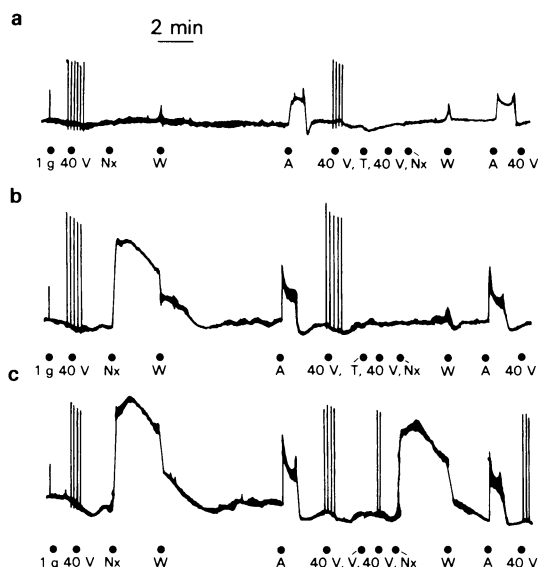 a
2 min
1 g 40 V Nx W A 40 V, T, 40 V, Nx W A 40 V
b
1 g 40 V Nx W A 40 V, T, 40 V, Nx W A 40 V
c
1 g 40 V Nx W A 40 V, V, 40 V, Nx W A 40 V